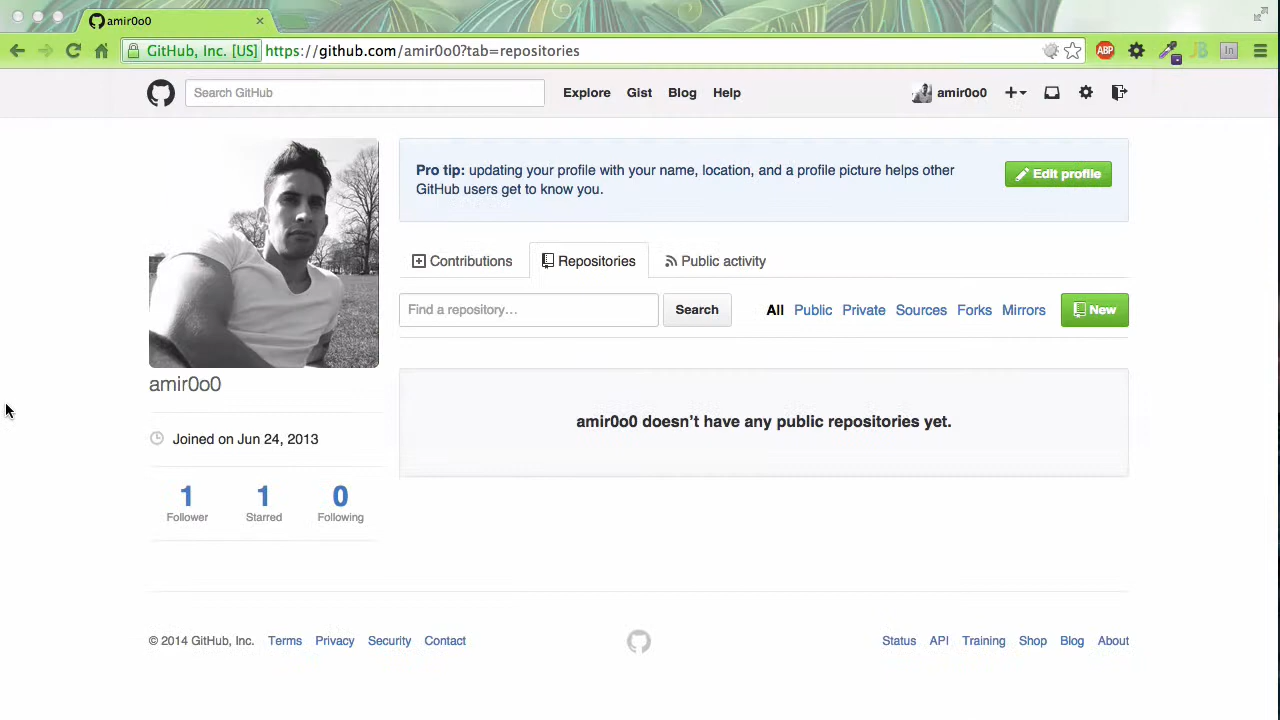 amir0o0
GitHub, Inc. [US] https://github.com/amir0o0?tab=repositories
ABP
JB
In
Search GitHub
Explore
Gist
Blog
Help
amir0o0
Pro tip: updating your profile with your name, location, and a profile picture helps other
GitHub users get to know you.
Edit profile
Contributions
Repositories
Public activity
Find a repository…
Search
All
Public
Private
Sources
Forks
Mirrors
New
amir0o0
amir0o0 doesn’t have any public repositories yet.
Joined on Jun 24, 2013
1
Follower
1
Starred
0
Following
© 2014 GitHub, Inc.
Terms
Privacy
Security
Contact
Status
API
Training
Shop
Blog
About